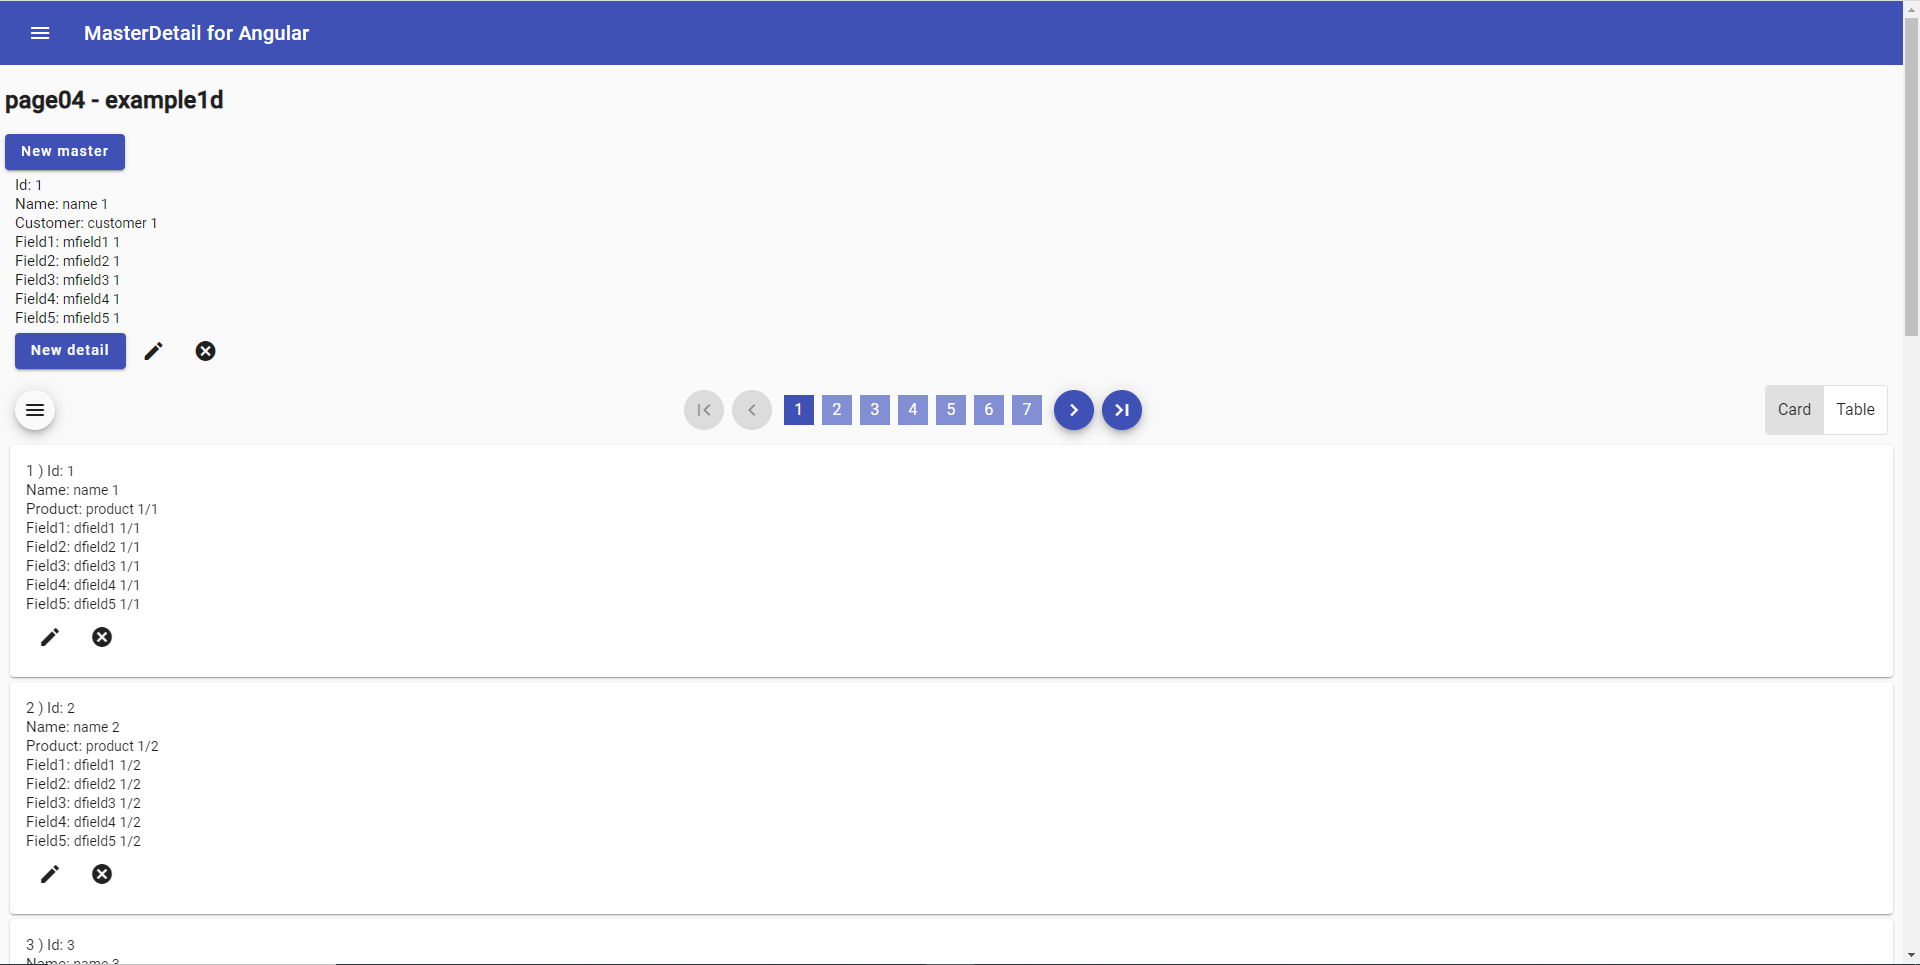 MasterDetail for Angular
page04 - example1d
New master
Id: 1
Name: name 1
Customer: customer 1
Field1: mfield1 1
Field2: mfield2 1
Field3: mfield3 1
Field4: mfield4 1
Field5: mfield5 1
New detail
1 2 3 4 5 6 7 Card Table
1 ) Id: 1
Name: name 1
Product: product 1/1
Field1: dfield1 1/1
Field2: dfield2 1/1
Field3: dfield3 1/1
Field4: dfield4 1/1
Field5: dfield5 1/1
2 ) Id: 2
Name: name 2
Product: product 1/2
Field1: dfield1 1/2
Field2: dfield2 1/2
Field3: dfield3 1/2
Field4: dfield4 1/2
Field5: dfield5 1/2
3 ) Id: 3
Name: name 3